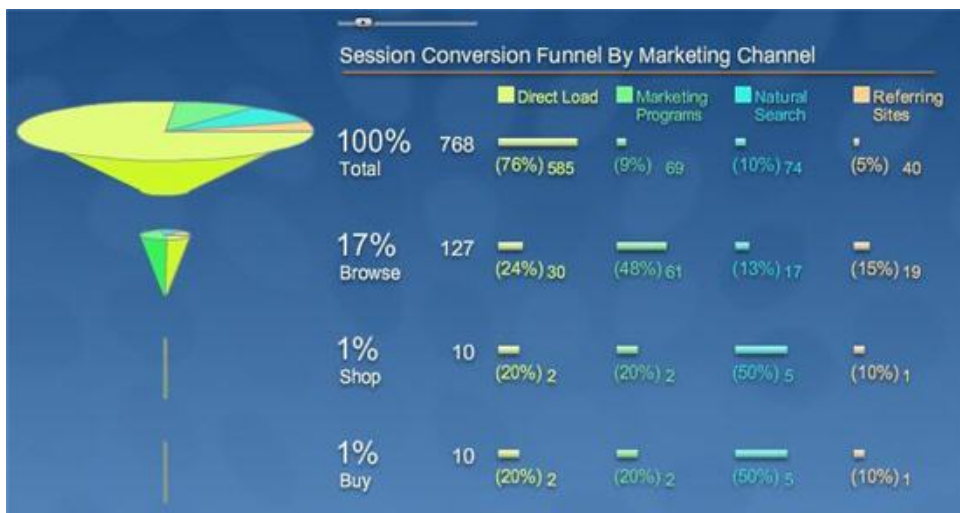 Session Conversion Funnel By Marketing Channel
Direct Load Marketing Programs Natural Search Referring Sites
100% 768
Total
(76%) 585 (9%) 69 (10%) 74 (5%) 40
17% 127
Browse
(24%) 30 (48%) 61 (13%) 17 (15%) 19
1% 10
Shop
(20%) 2 (20%) 2 (50%) 5 (10%) 1
1% 10
Buy
(20%) 2 (20%) 2 (50%) 5 (10%) 1